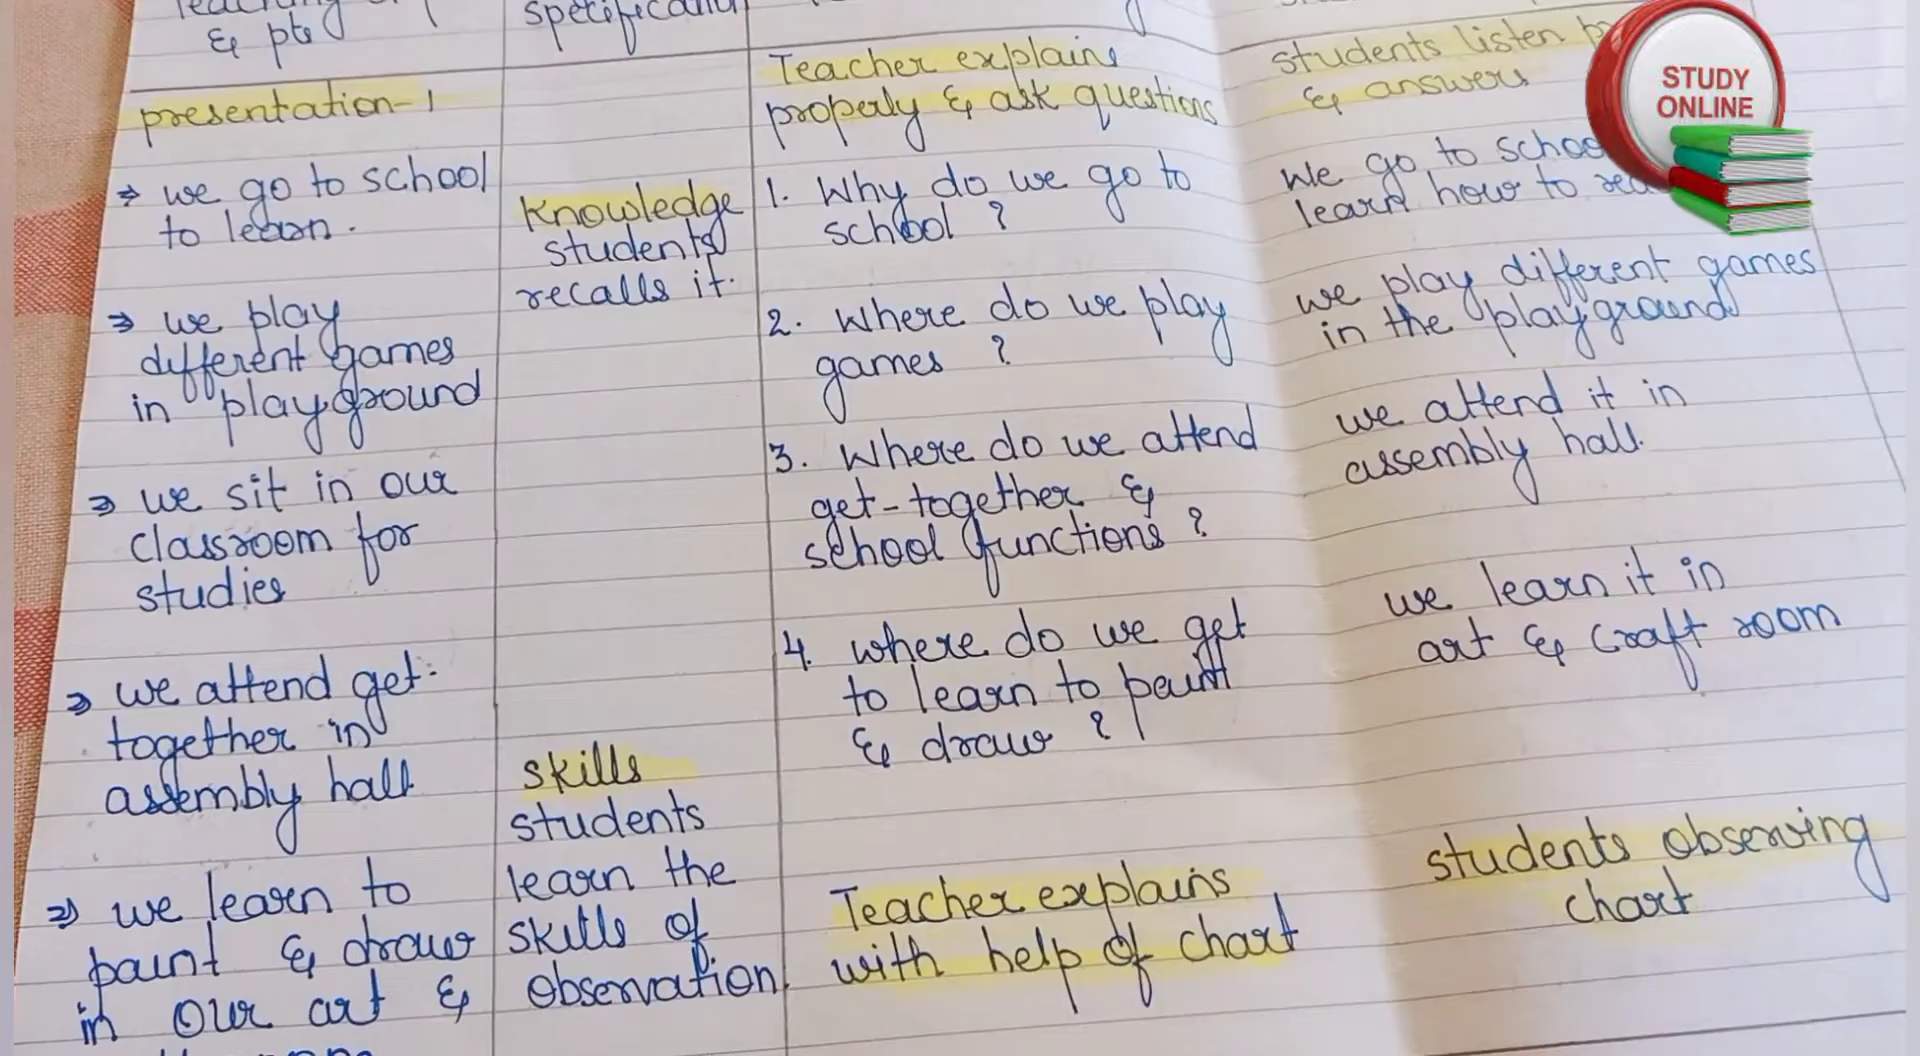 & pts
specification
presentation-1
⇒ we go to school
to learn.
⇒ we play
different games
in playground
⇒ we sit in our
classroom for
studies
⇒ we attend get-
together in
assembly hall
⇒ we learn to
paint & draw
in our art &
Knowledge
students
recalls it.
skills
students
learn the
skills of
observation
Teacher explains
properly & ask questions
1. Why do we go to
school ?
2. Where do we play
games ?
3. Where do we attend
get-together &
school functions ?
4. where do we get
to learn to paint
& draw ?
Teacher explains
with help of chart
students listen
& answers
We go to
learn how to
we play different games
in the playground
we attend it in
assembly hall.
we learn it in
art & Craft room
students observing
chart
STUDY
ONLINE